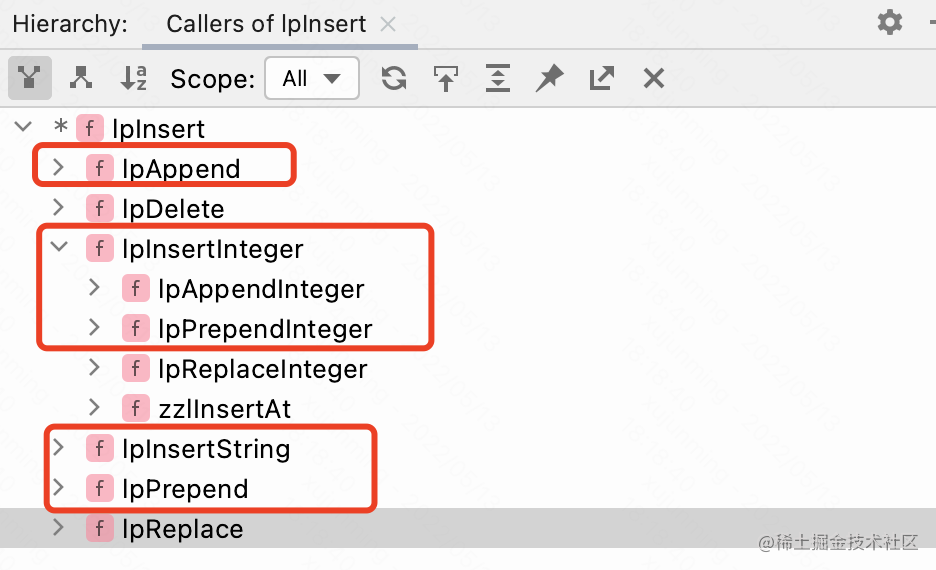 Hierarchy: Callers of lpInsert
Scope: All
* f lpInsert
f lpAppend
f lpDelete
f lpInsertInteger
f lpAppendInteger
f lpPrependInteger
f lpReplaceInteger
f zzlInsertAt
f lpInsertString
f lpPrepend
f lpReplace
@稀土掘金技术社区